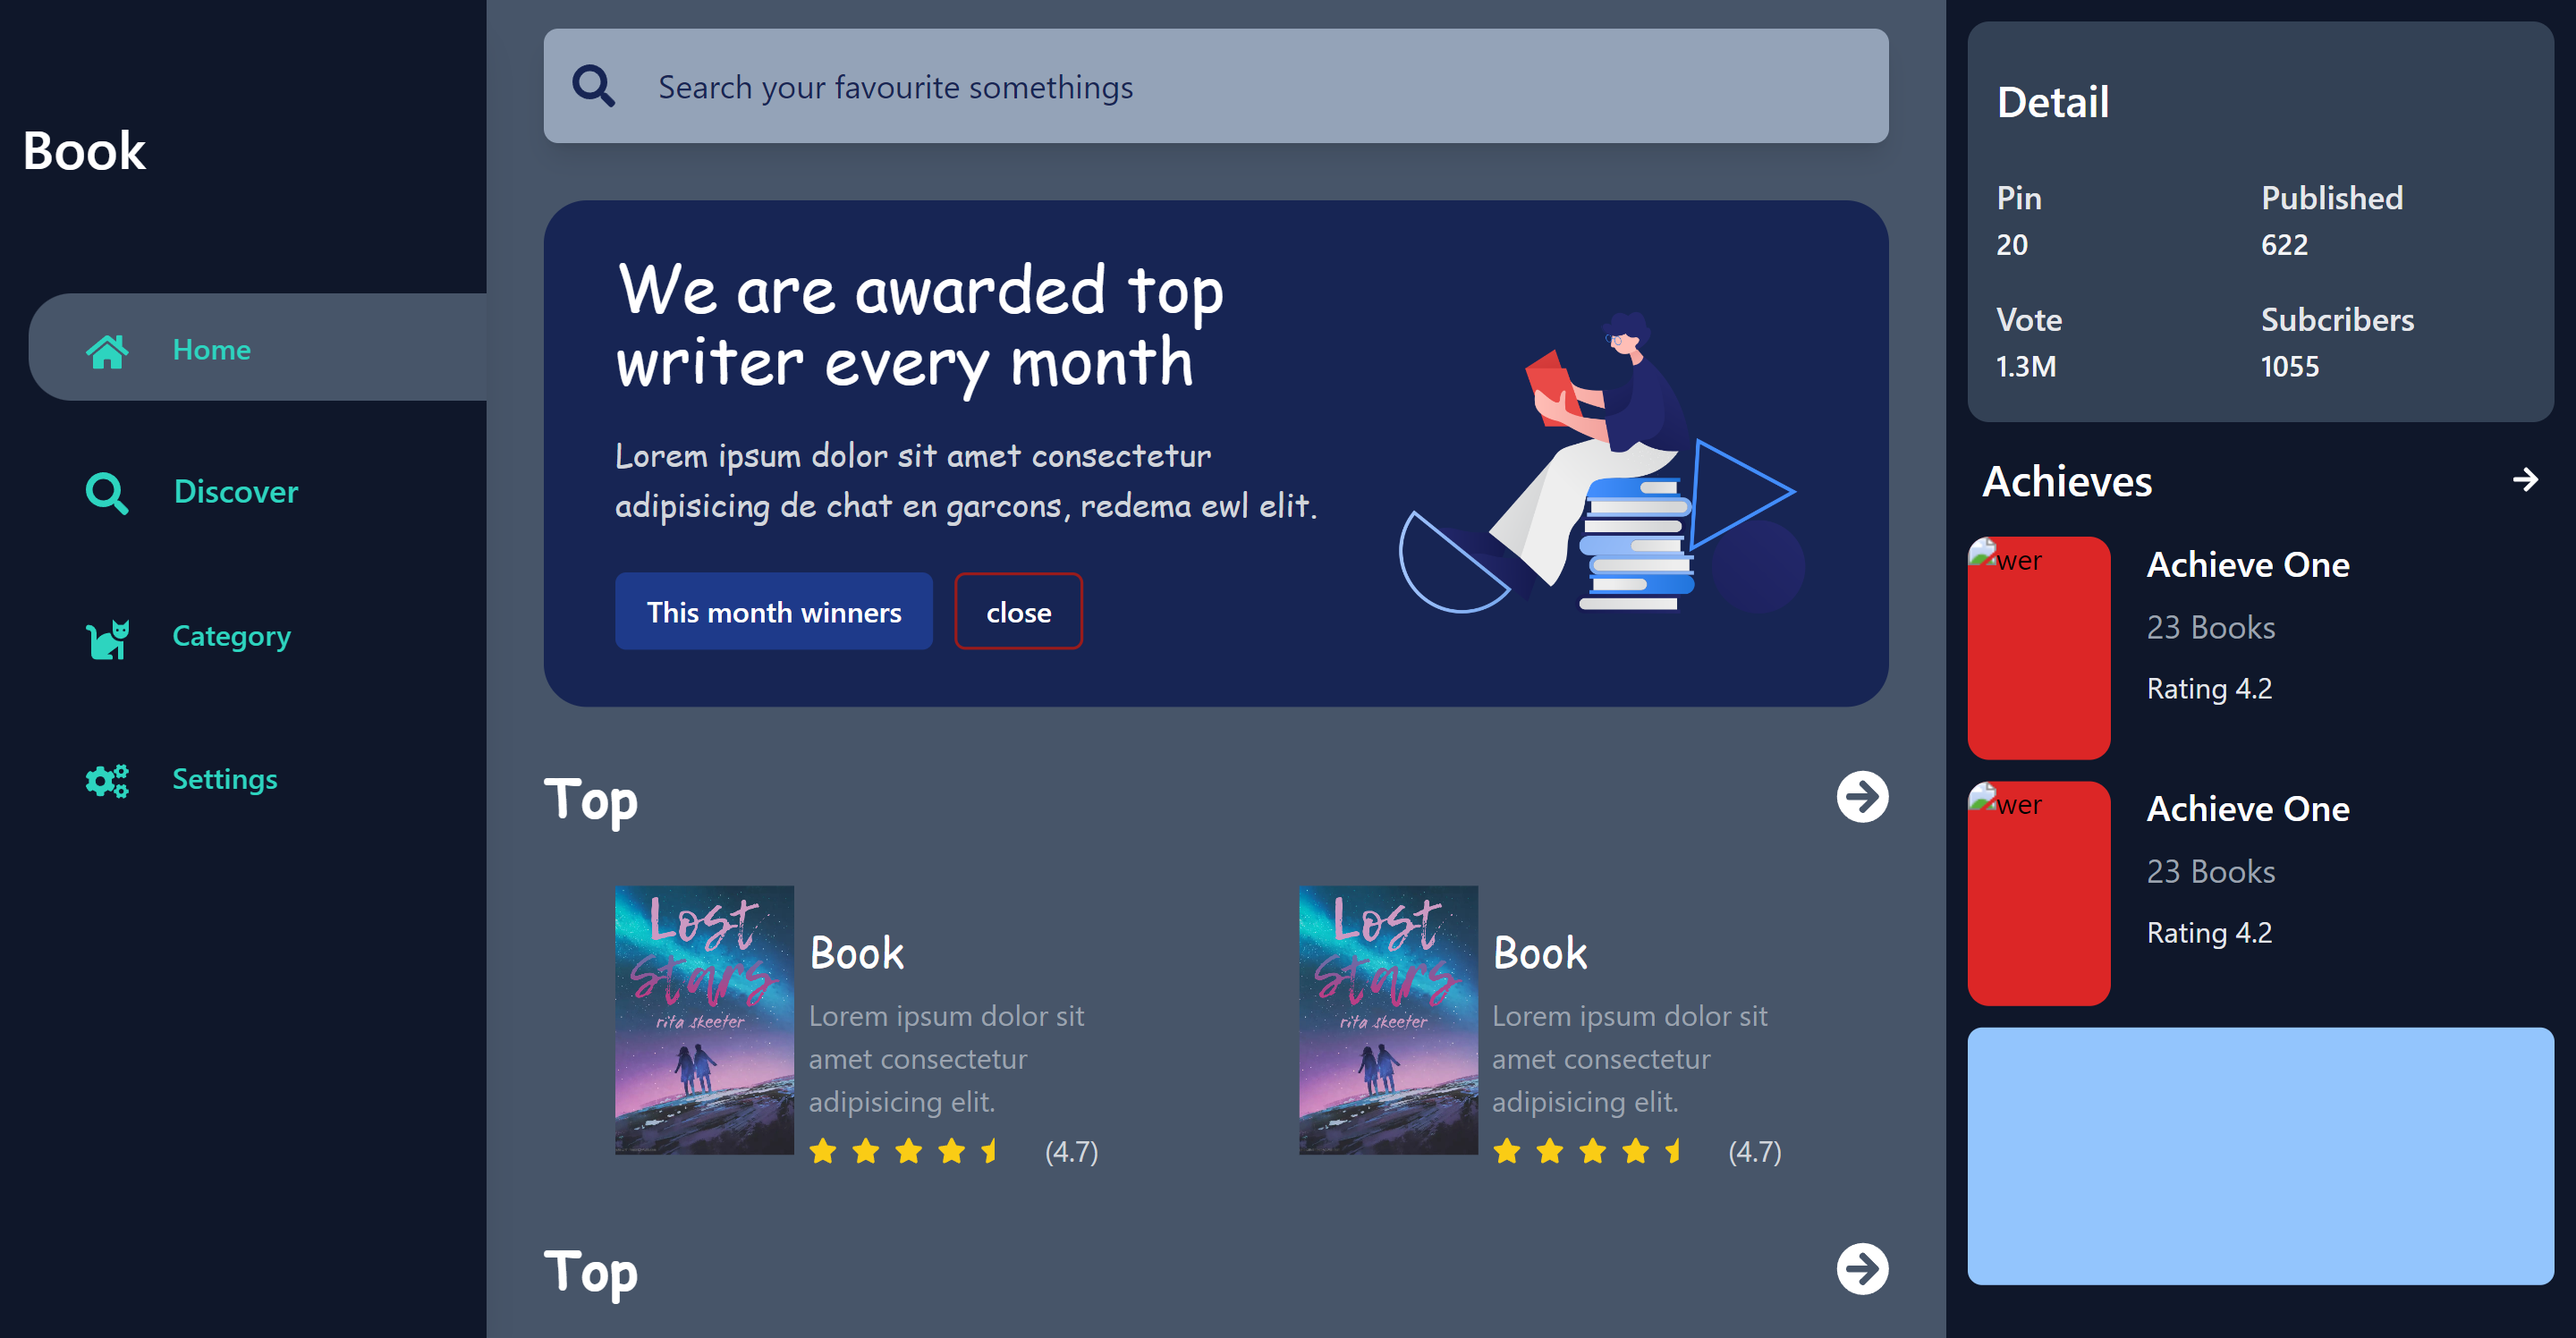 Book
Home
Discover
Category
Settings
Search your favourite somethings
We are awarded top
writer every month
Lorem ipsum dolor sit amet consectetur
adipisicing de chat en garcons, redema ewl elit.
This month winners
close
Top
Lost
Stars
rita skeeter
Book
Lorem ipsum dolor sit
amet consectetur
adipisicing elit.
(4.7)
Lost
Stars
rita skeeter
Book
Lorem ipsum dolor sit
amet consectetur
adipisicing elit.
(4.7)
Top
Detail
Pin
20
Published
622
Vote
1.3M
Subcribers
1055
Achieves
wer
Achieve One
23 Books
Rating 4.2
wer
Achieve One
23 Books
Rating 4.2